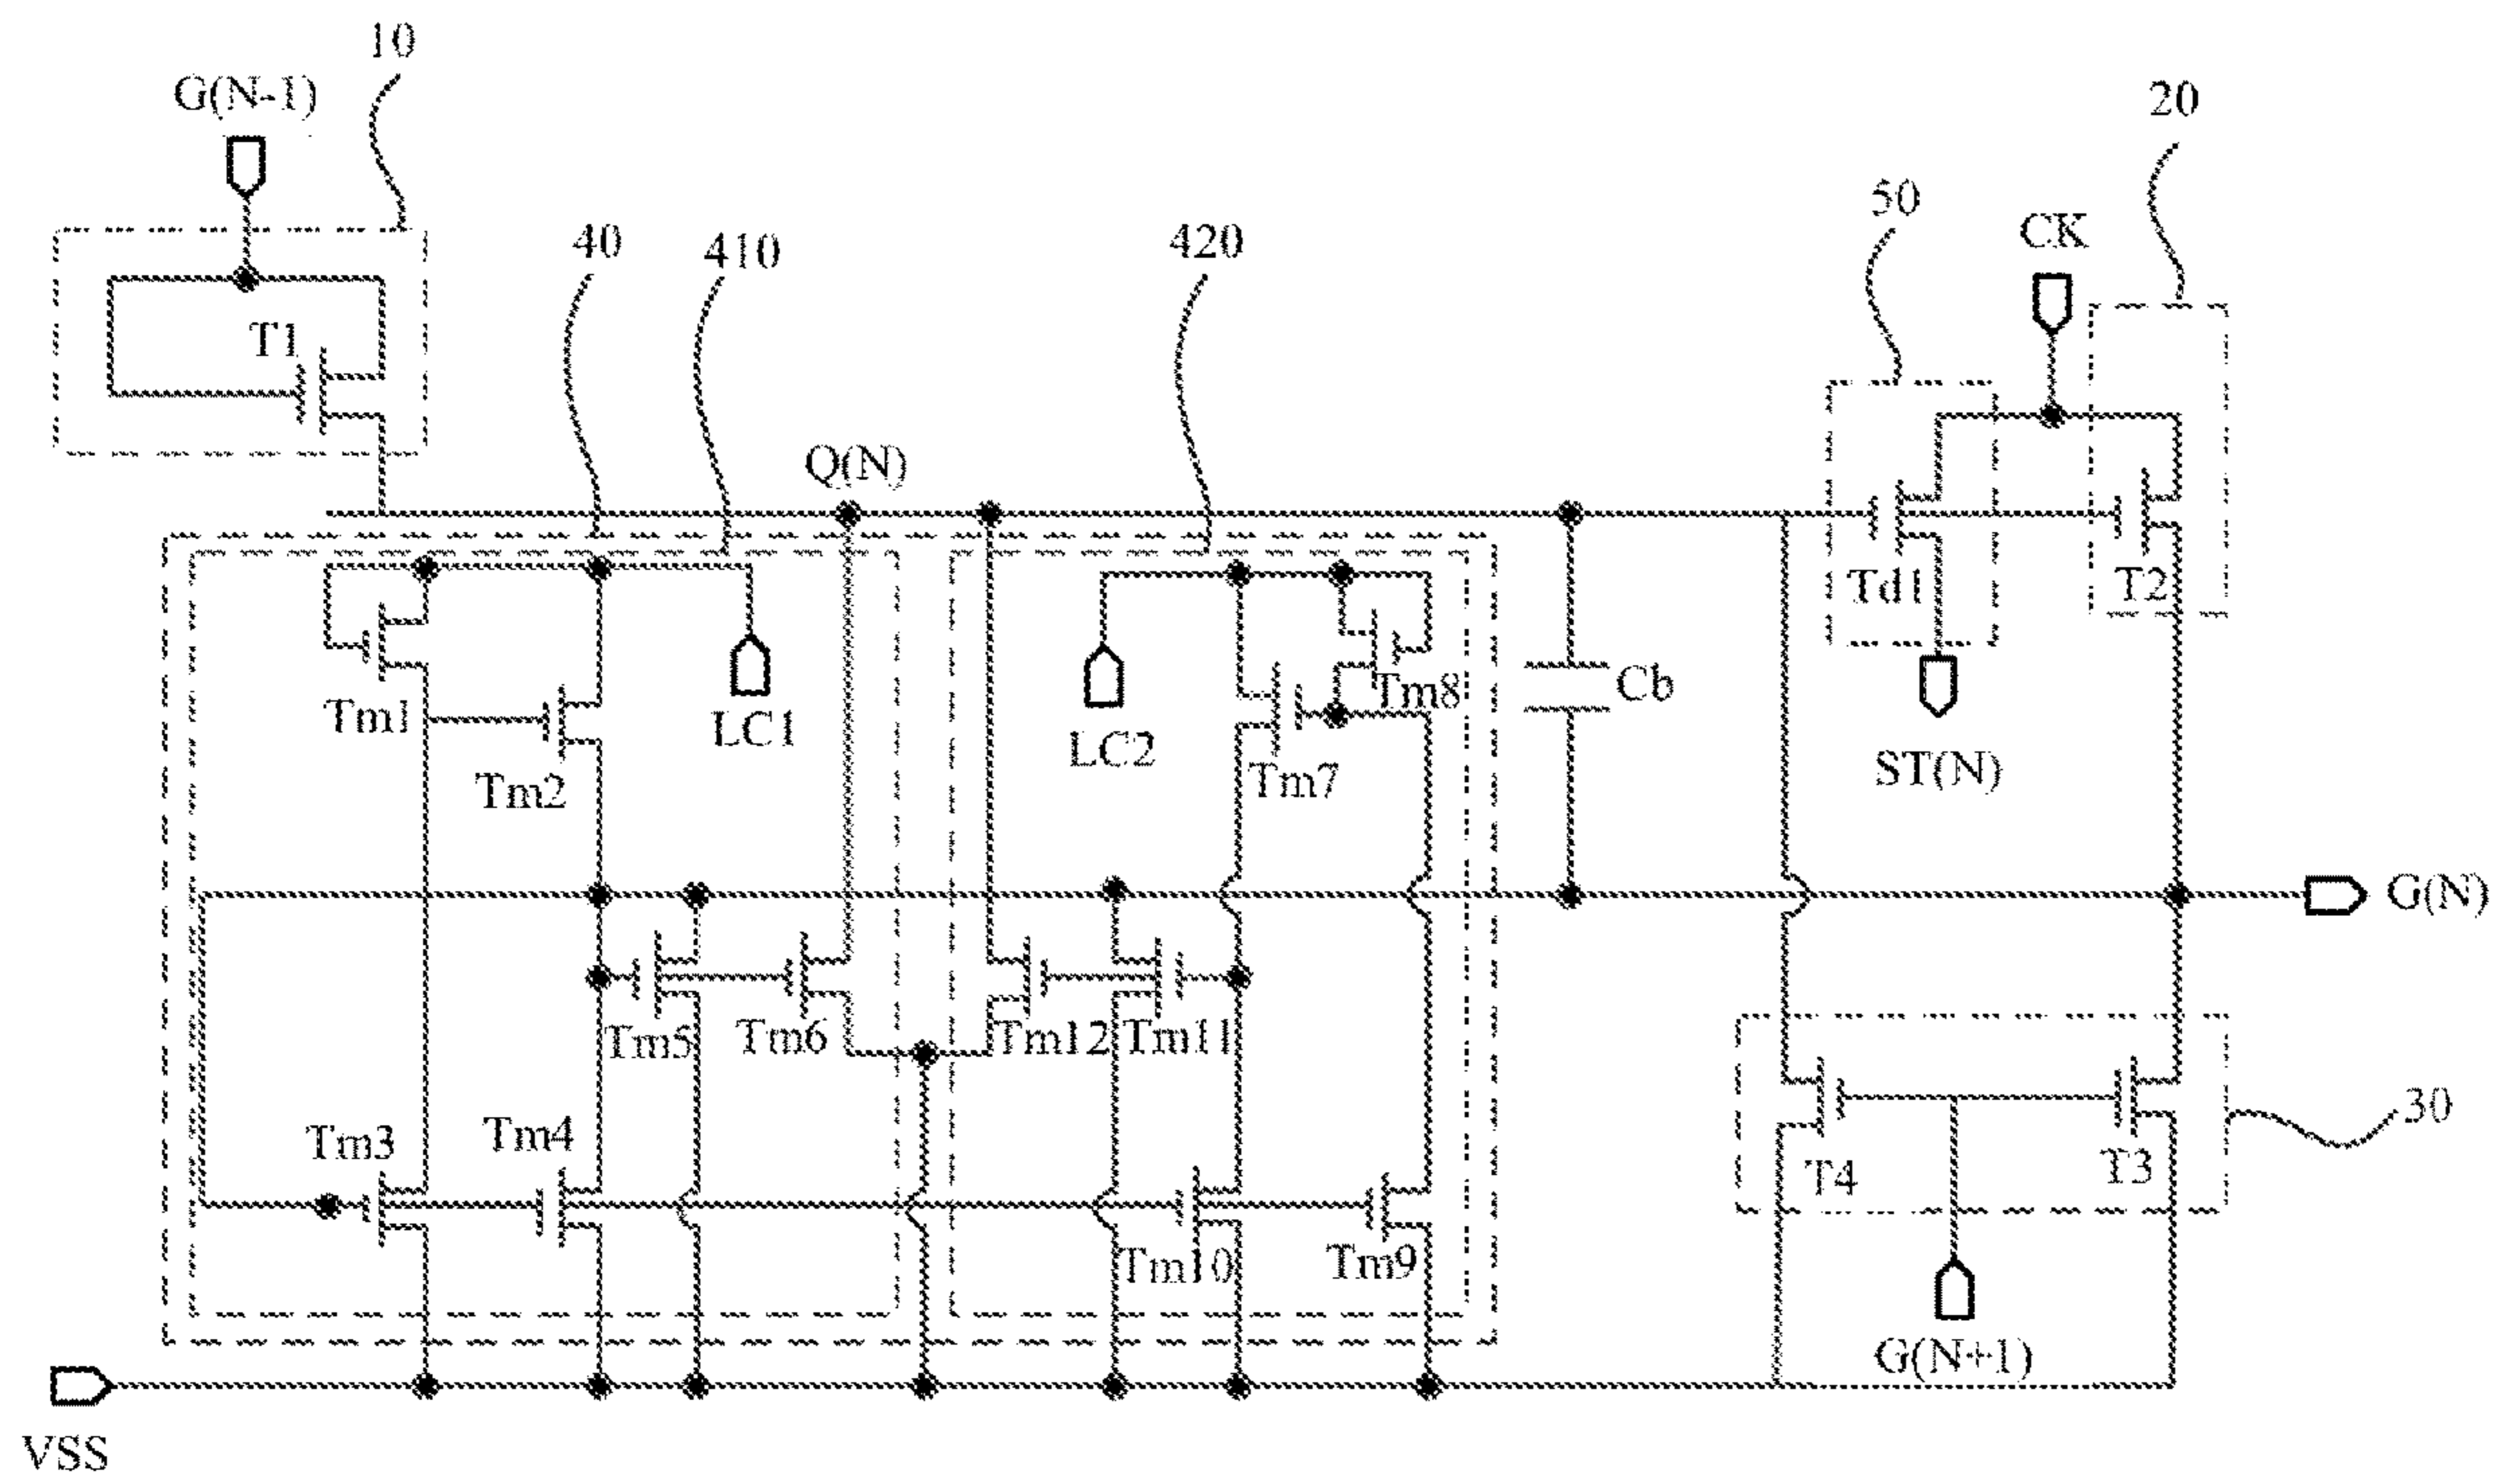 10
G(N-1)
20
50
CK
40
410
420
T1
Q(N)
Td1
T2
Tm1
LC1
Tm8
Cb
LC2
Tm2
Tm7
ST(N)
G(N)
Tm5
Tm6
Tm12
Tm11
30
Tm3
Tm4
T4
T3
Tm10
Tm9
G(N+1)
VSS